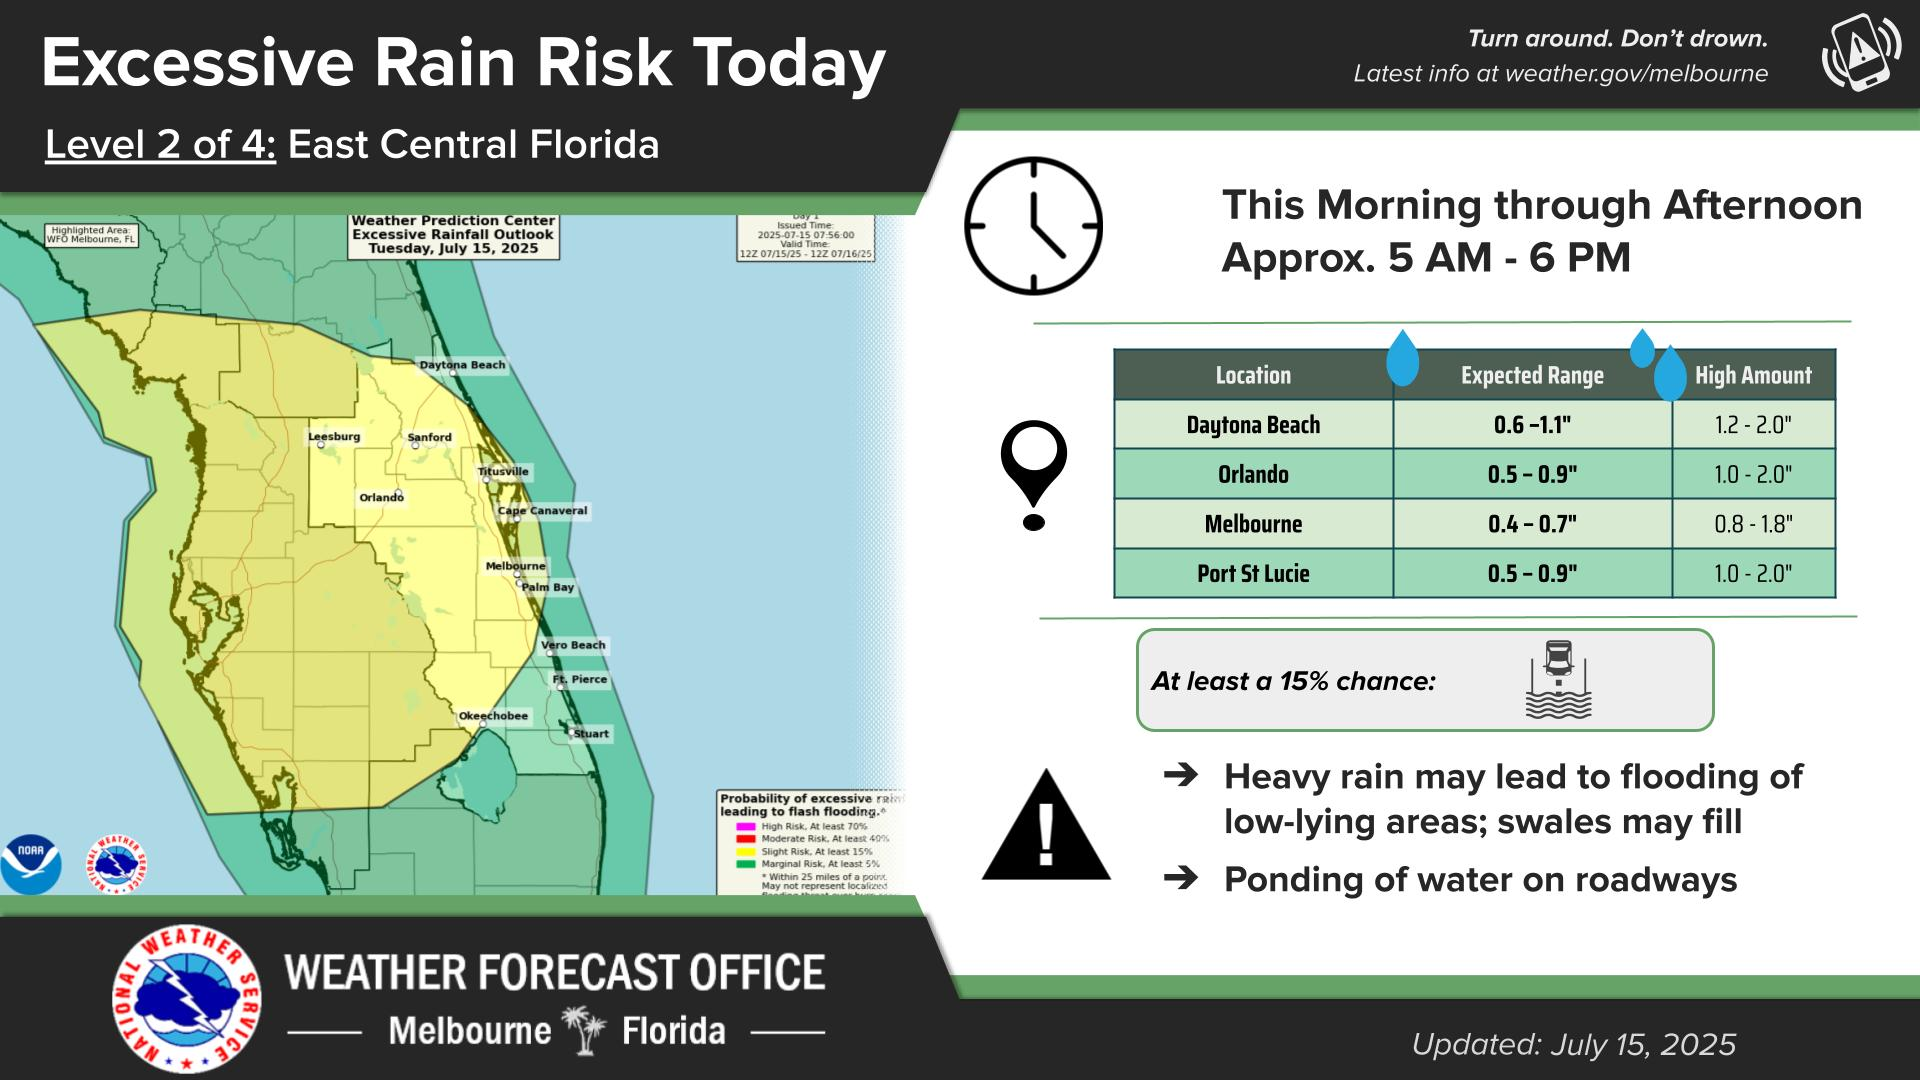 Excessive Rain Risk Today
Level 2 of 4: East Central Florida
Turn around. Don't drown.
Latest info at weather.gov/melbourne
Highlighted Area:
WFO Melbourne, FL
Weather Prediction Center
Excessive Rainfall Outlook
Tuesday, July 15, 2025
Day 1
Issued Time:
2025-07-15 07:56:00
Valid Time:
12Z 07/15/25 - 12Z 07/16/25
Daytona Beach
Leesburg
Sanford
Titusville
Orlando
Cape Canaveral
Melbourne
Palm Bay
Vero Beach
Ft. Pierce
Okeechobee
Stuart
Probability of excessive rain
leading to flash flooding.*
High Risk, At least 70%
Moderate Risk, At least 40%
Slight Risk, At least 15%
Marginal Risk, At least 5%
* Within 25 miles of a point.
May not represent localized
NOAA
NATIONAL WEATHER SERVICE
This Morning through Afternoon
Approx. 5 AM - 6 PM
Location Expected Range High Amount
Daytona Beach 0.6 –1.1" 1.2 - 2.0"
Orlando 0.5 – 0.9" 1.0 - 2.0"
Melbourne 0.4 – 0.7" 0.8 - 1.8"
Port St Lucie 0.5 – 0.9" 1.0 - 2.0"
At least a 15% chance:
➔ Heavy rain may lead to flooding of
low-lying areas; swales may fill
➔ Ponding of water on roadways
NATIONAL WEATHER SERVICE
WEATHER FORECAST OFFICE
Melbourne Florida
Updated: July 15, 2025